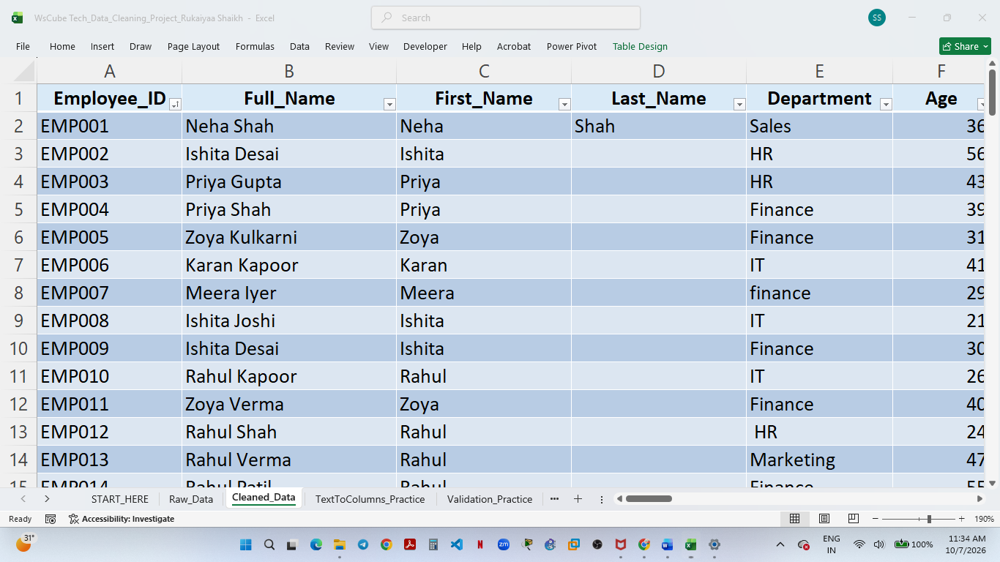 WsCube Tech_Data_Cleaning_Project_Rukaiyaa Shaikh - Excel
Search
SS
File Home Insert Draw Page Layout Formulas Data Review View Developer Help Acrobat Power Pivot Table Design
Share
A B C D E F
1 Employee_ID Full_Name First_Name Last_Name Department Age
2 EMP001 Neha Shah Neha Shah Sales 36
3 EMP002 Ishita Desai Ishita HR 56
4 EMP003 Priya Gupta Priya HR 43
5 EMP004 Priya Shah Priya Finance 39
6 EMP005 Zoya Kulkarni Zoya Finance 31
7 EMP006 Karan Kapoor Karan IT 41
8 EMP007 Meera Iyer Meera finance 29
9 EMP008 Ishita Joshi Ishita IT 21
10 EMP009 Ishita Desai Ishita Finance 30
11 EMP010 Rahul Kapoor Rahul IT 26
12 EMP011 Zoya Verma Zoya Finance 40
13 EMP012 Rahul Shah Rahul HR 24
14 EMP013 Rahul Verma Rahul Marketing 47
15 EMP014 Rahul Patil Rahul Finance 55
START_HERE Raw_Data Cleaned_Data TextToColumns_Practice Validation_Practice
Ready Accessibility: Investigate 190%
31°
zm
ENG
IN
100%
11:34 AM
10/7/2026